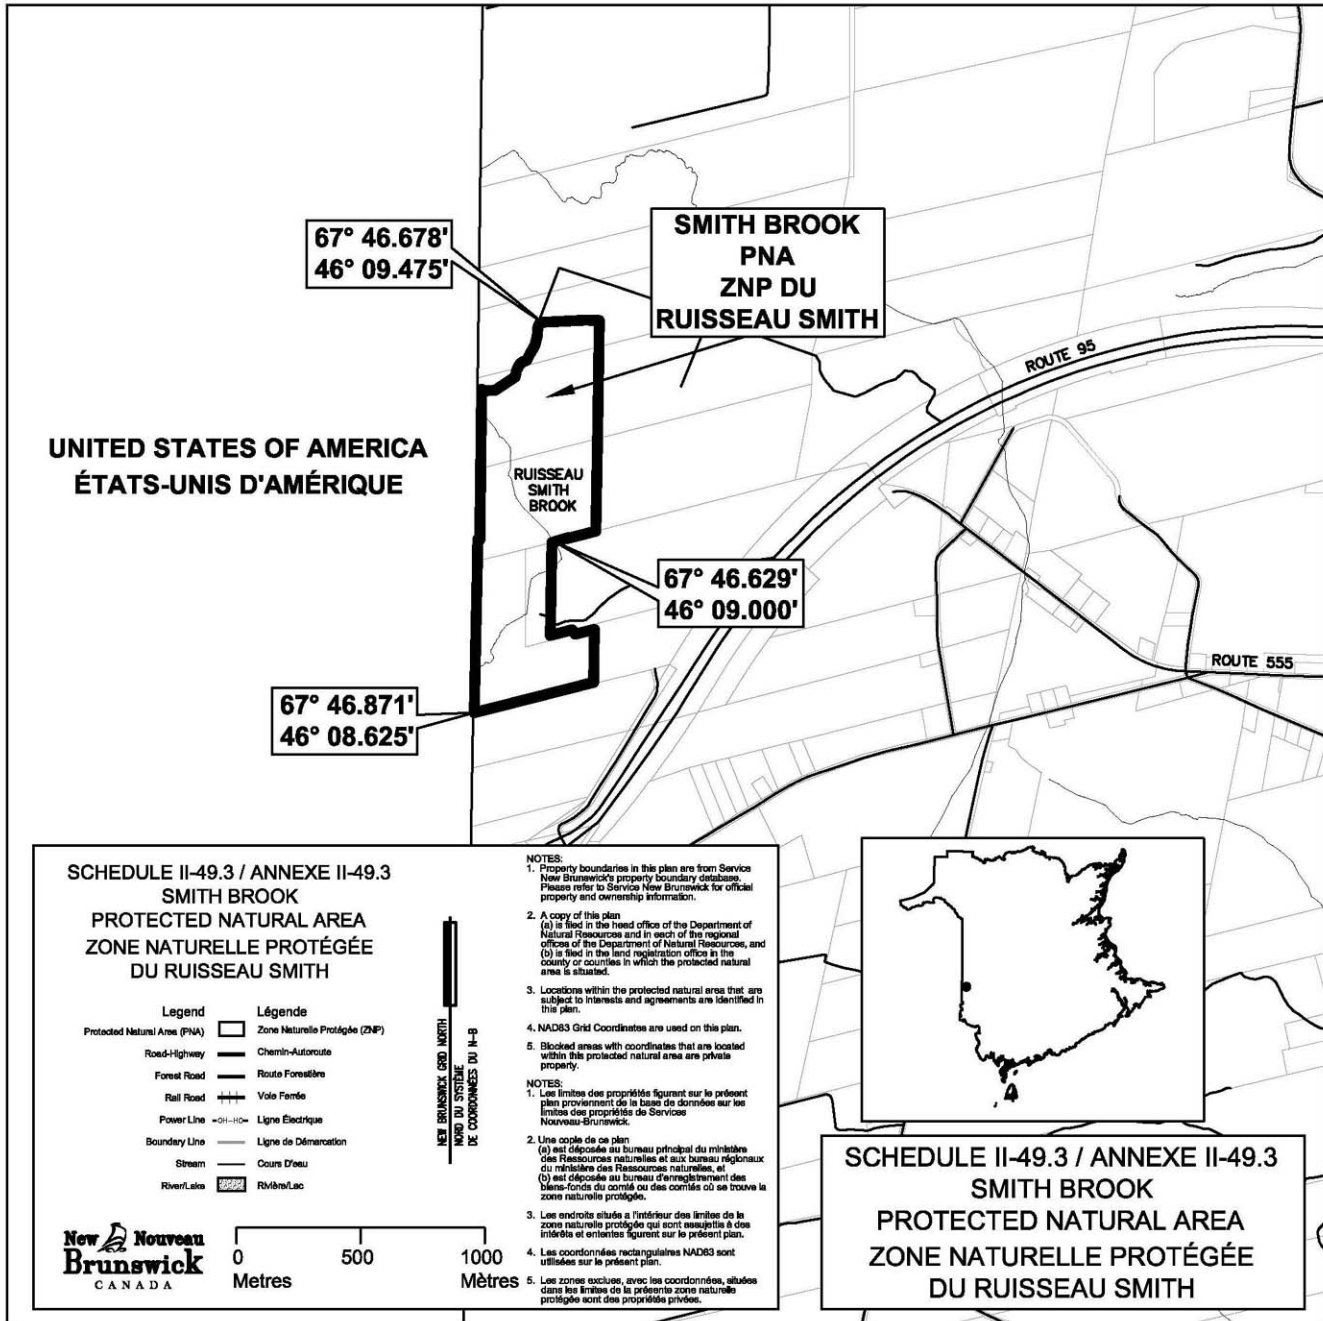 67° 46.678'
46° 09.475'
SMITH BROOK
PNA
ZNP DU
RUISSEAU SMITH
ROUTE 95
UNITED STATES OF AMERICA
ÉTATS-UNIS D'AMÉRIQUE
RUISSEAU
SMITH
BROOK
67° 46.629'
46° 09.000'
ROUTE 555
67° 46.871'
46° 08.625'
SCHEDULE II-49.3 / ANNEXE II-49.3
SMITH BROOK
PROTECTED NATURAL AREA
ZONE NATURELLE PROTÉGÉE
DU RUISSEAU SMITH
Legend Légende
Protected Natural Area (PNA) Zone Naturelle Protégée (ZNP)
Road-Highway Chemin-Autoroute
Forest Road Route Forestière
Rail Road Voie Ferrée
Power Line -OH-HO- Ligne Électrique
Boundary Line Ligne de Démarcation
Stream Cours D'eau
River/Lake Rivière/Lac
NEW BRUNSWICK GRID NORTH
NORD DU SYSTÈME
DE COORDONNÉES DU N-B
New Nouveau
Brunswick
CANADA
0 500 1000
Metres Mètres
NOTES:
1. Property boundaries in this plan are from Service
New Brunswick's property boundary database.
Please refer to Service New Brunswick for official
property and ownership information.
2. A copy of this plan
(a) is filed in the head office of the Department of
Natural Resources and in each of the regional
offices of the Department of Natural Resources, and
(b) is filed in the land registration office in the
county or counties in which the protected natural
area is situated.
3. Locations within the protected natural area that are
subject to interests and agreements are identified in
this plan.
4. NAD83 Grid Coordinates are used on this plan.
5. Blocked areas with coordinates that are located
within this protected natural area are private
property.
NOTES:
1. Les limites des propriétés figurant sur le présent
plan proviennent de la base de données sur les
limites des propriétés de Services
Nouveau-Brunswick.
2. Une copie de ce plan
(a) est déposée au bureau principal du ministère
des Ressources naturelles et aux bureau régionaux
du ministère des Ressources naturelles, et
(b) est déposée au bureau d'enregistrement des
biens-fonds du comté ou des comtés où se trouve la
zone naturelle protégée.
3. Les endroits situés a l'intérieur des limites de la
zone naturelle protégée qui sont assujettis à des
intérêts et ententes figurent sur le présent plan.
4. Les coordonnées rectangulaires NAD83 sont
utilisées sur le présent plan.
5. Les zones exclues, avec les coordonnées, situées
dans les limites de la présente zone naturelle
protégée sont des propriétés privées.
SCHEDULE II-49.3 / ANNEXE II-49.3
SMITH BROOK
PROTECTED NATURAL AREA
ZONE NATURELLE PROTÉGÉE
DU RUISSEAU SMITH